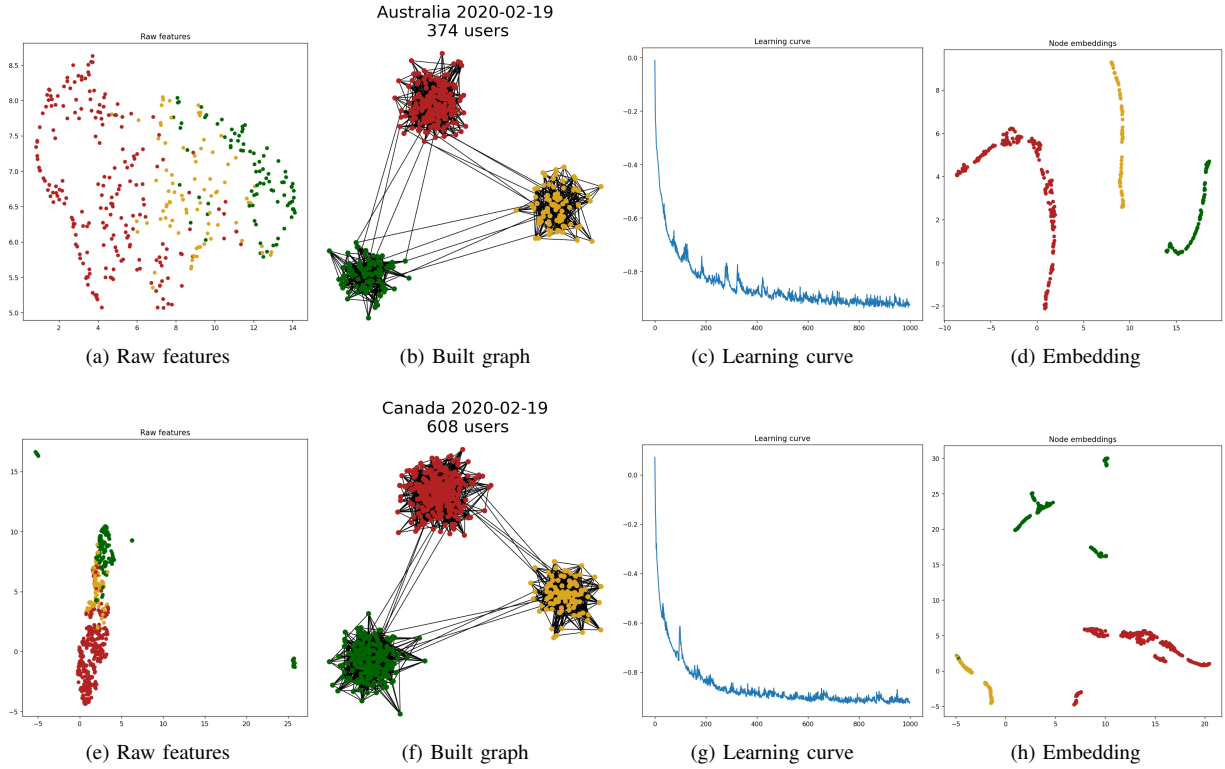 Australia 2020-02-19
374 users
Raw features
8.5
8.0
7.5
7.0
6.5
6.0
5.5
5.0
2 4 6 8 10 12 14
Learning curve
0.0
−0.2
−0.4
−0.6
−0.8
0 200 400 600 800 1000
Node embeddings
8
6
4
2
0
−2
−10 −5 0 5 10 15
(a) Raw features
(b) Built graph
(c) Learning curve
(d) Embedding
Canada 2020-02-19
608 users
Raw features
15
10
5
0
−5
−5 0 5 10 15 20 25
Learning curve
0.0
−0.2
−0.4
−0.6
−0.8
0 200 400 600 800 1000
Node embeddings
30
25
20
15
10
5
0
−5
−5 0 5 10 15 20
(e) Raw features
(f) Built graph
(g) Learning curve
(h) Embedding